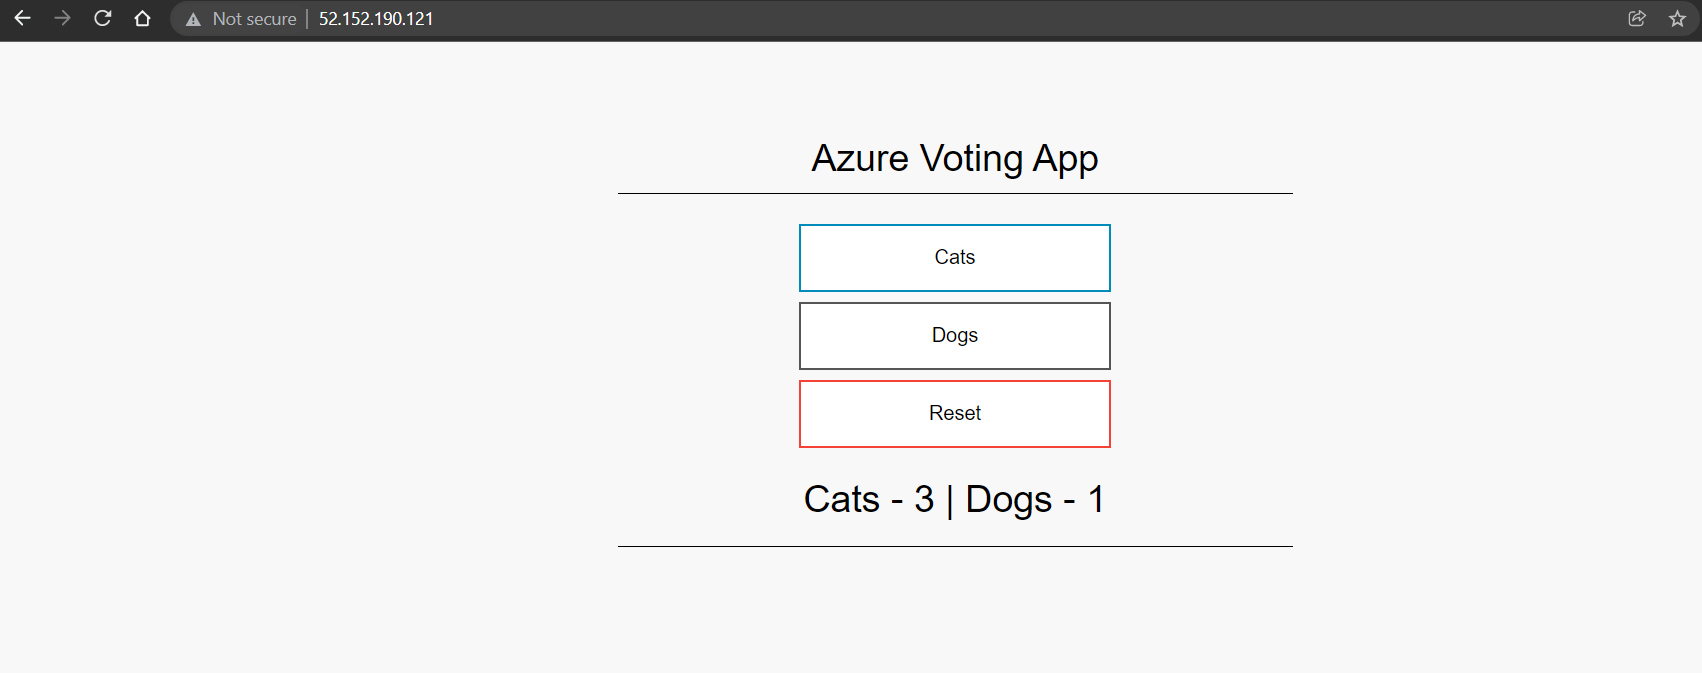 Not secure | 52.152.190.121
Azure Voting App
Cats
Dogs
Reset
Cats - 3 | Dogs - 1